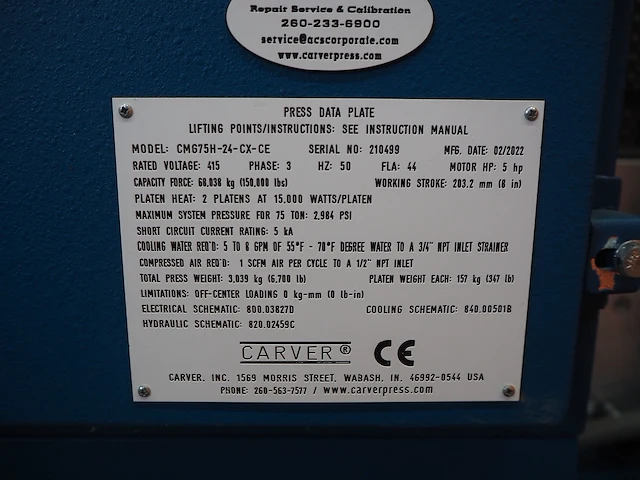 Repair Service & Calibration
260-233-6900
service@acscorporate.com
www.carverpress.com
PRESS DATA PLATE
LIFTING POINTS/INSTRUCTIONS: SEE INSTRUCTION MANUAL
MODEL: CMG75H-24-CX-CE SERIAL NO: 210499 MFG. DATE: 02/2022
RATED VOLTAGE: 415 PHASE: 3 HZ: 50 FLA: 44 MOTOR HP: 5 hp
CAPACITY FORCE: 68,038 kg (150,000 lbs) WORKING STROKE: 203.2 mm (8 in)
PLATEN HEAT: 2 PLATENS AT 15,000 WATTS/PLATEN
MAXIMUM SYSTEM PRESSURE FOR 75 TON: 2,984 PSI
SHORT CIRCUIT CURRENT RATING: 5 kA
COOLING WATER REQ'D: 5 TO 8 GPM OF 55°F - 70°F DEGREE WATER TO A 3/4" NPT INLET STRAINER
COMPRESSED AIR REQ'D: 1 SCFM AIR PER CYCLE TO A 1/2" NPT INLET
TOTAL PRESS WEIGHT: 3,039 kg (6,700 lb) PLATEN WEIGHT EACH: 157 kg (347 lb)
LIMITATIONS: OFF-CENTER LOADING 0 kg-mm (0 lb-in)
ELECTRICAL SCHEMATIC: 800.03827D COOLING SCHEMATIC: 840.00501B
HYDRAULIC SCHEMATIC: 820.02459C
CARVER® CE
CARVER, INC. 1569 MORRIS STREET, WABASH, IN. 46992-0544 USA
PHONE: 260-563-7577 / www.carverpress.com